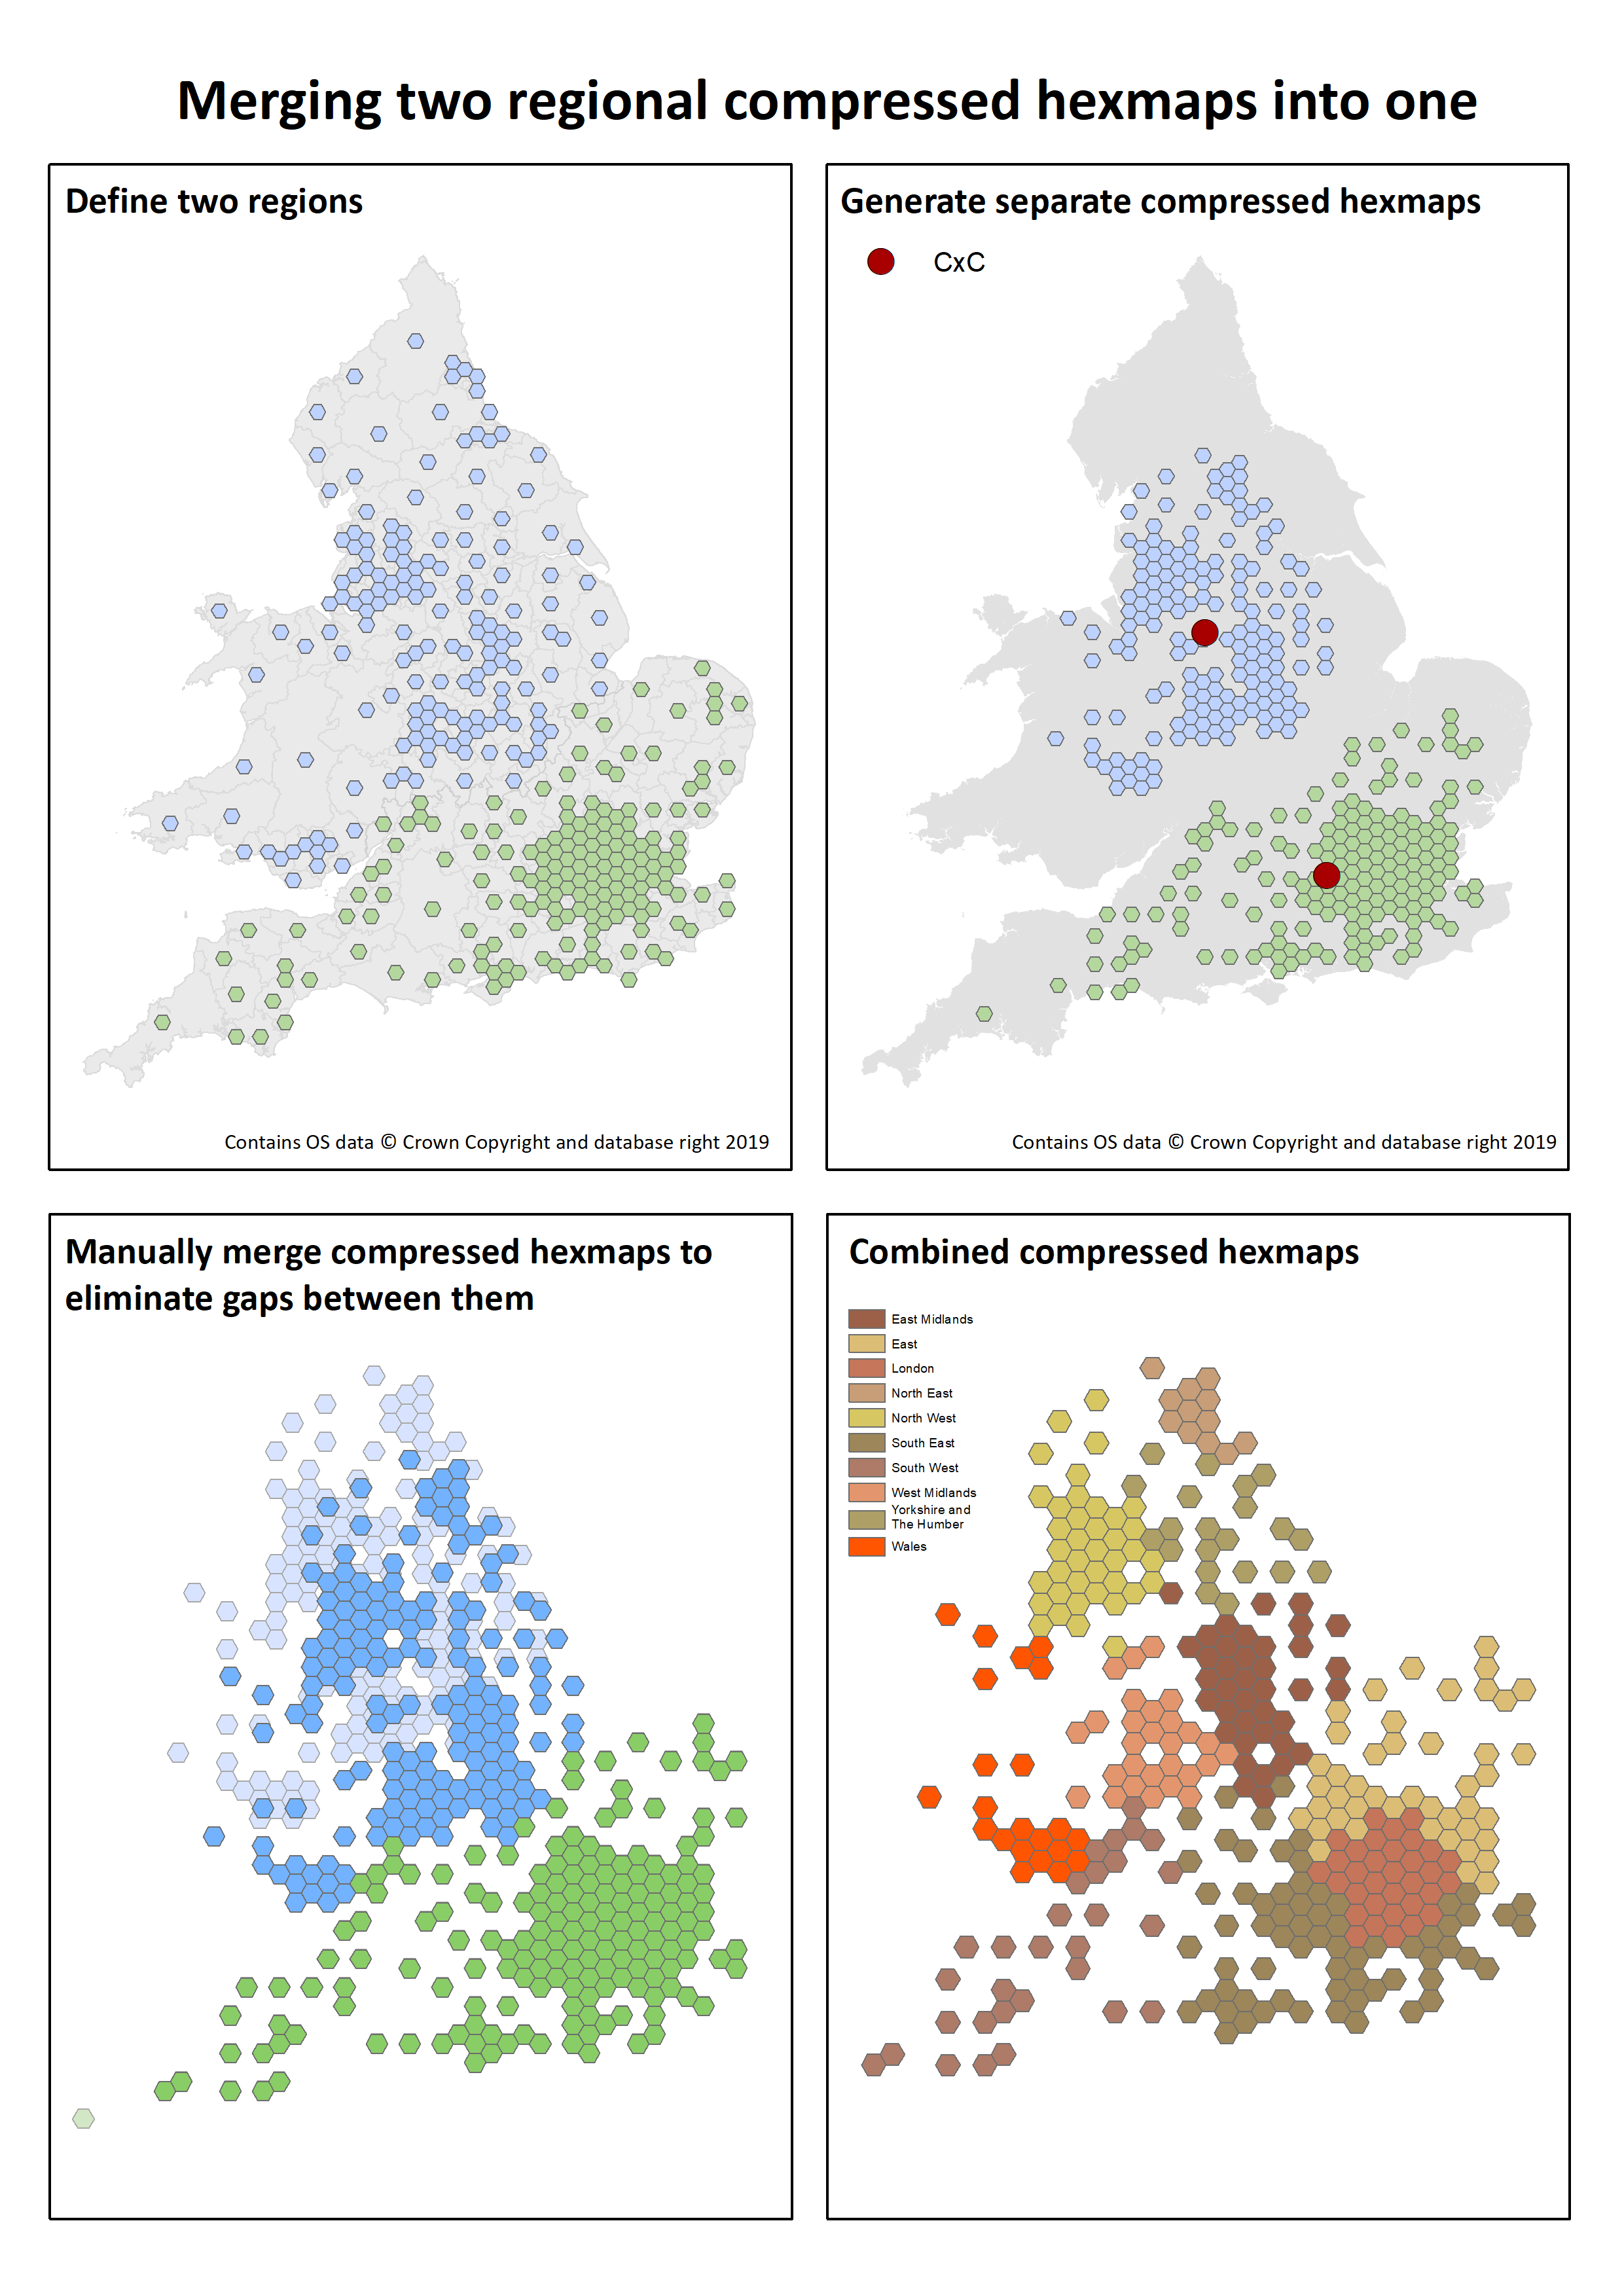 Merging two regional compressed hexmaps into one
Define two regions
Contains OS data © Crown Copyright and database right 2019
Generate separate compressed hexmaps
CxC
Contains OS data © Crown Copyright and database right 2019
Manually merge compressed hexmaps to
eliminate gaps between them
Combined compressed hexmaps
East Midlands
East
London
North East
North West
South East
South West
West Midlands
Yorkshire and
The Humber
Wales